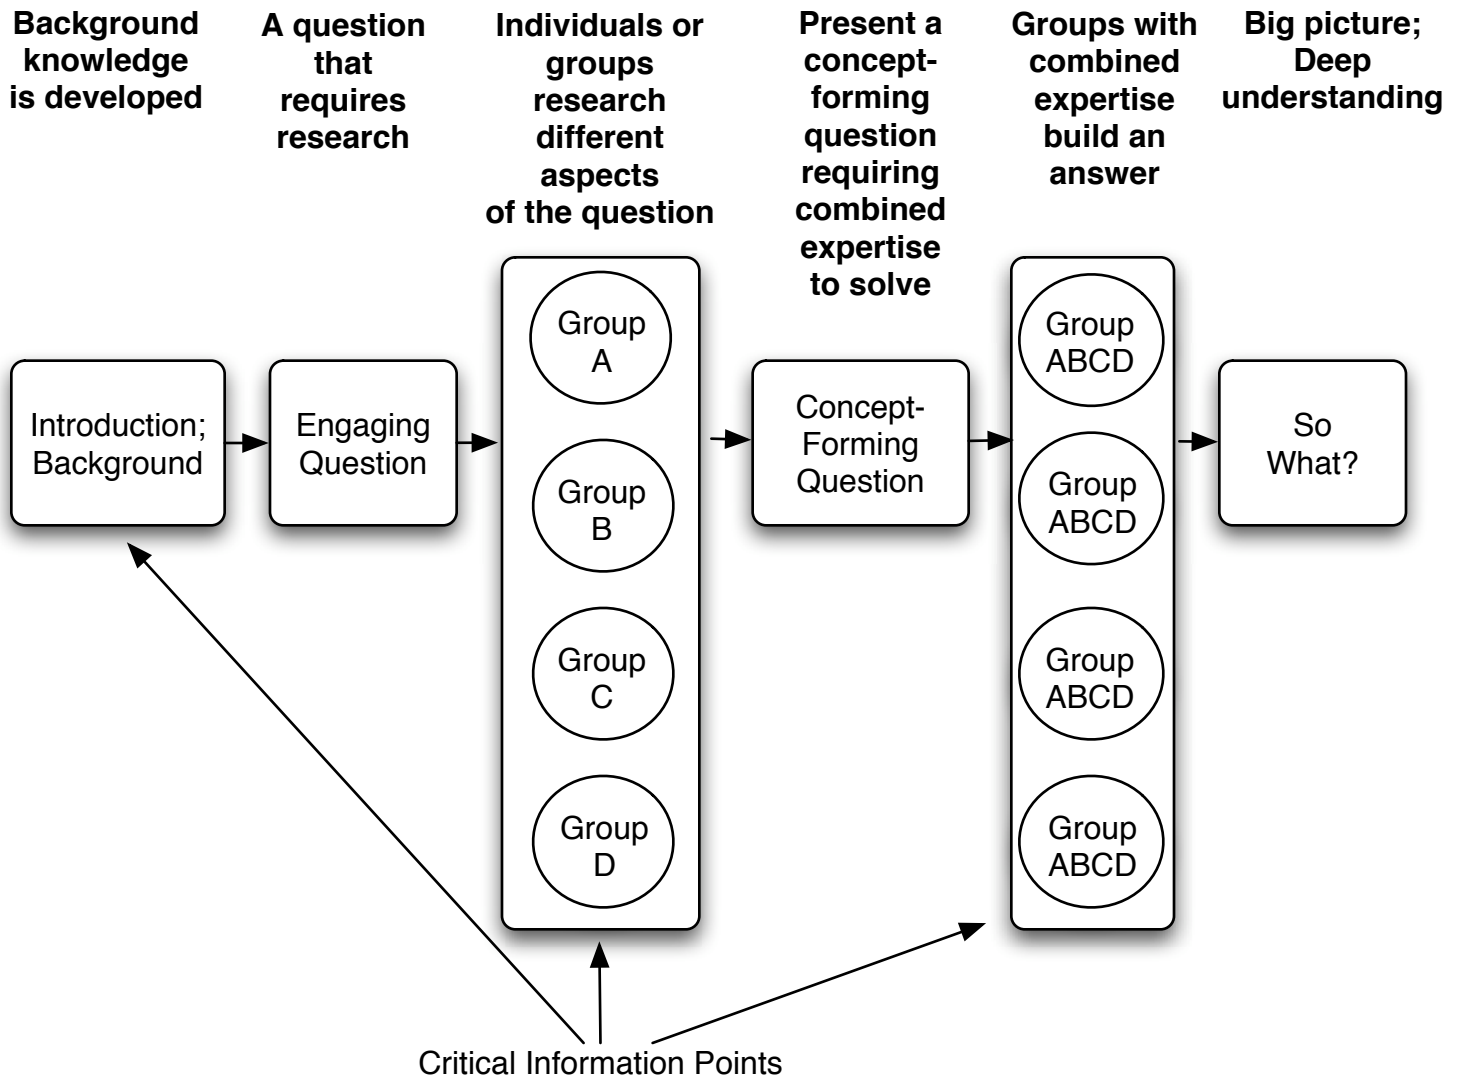 Background
knowledge
is developed
A question
that
requires
research
Individuals or
groups
research
different
aspects
of the question
Present a
concept-
forming
question
requiring
combined
expertise
to solve
Groups with
combined
expertise
build an
answer
Big picture;
Deep
understanding
Introduction;
Background
Engaging
Question
Group
A
Group
B
Group
C
Group
D
Concept-
Forming
Question
Group
ABCD
Group
ABCD
Group
ABCD
Group
ABCD
So
What?
Critical Information Points